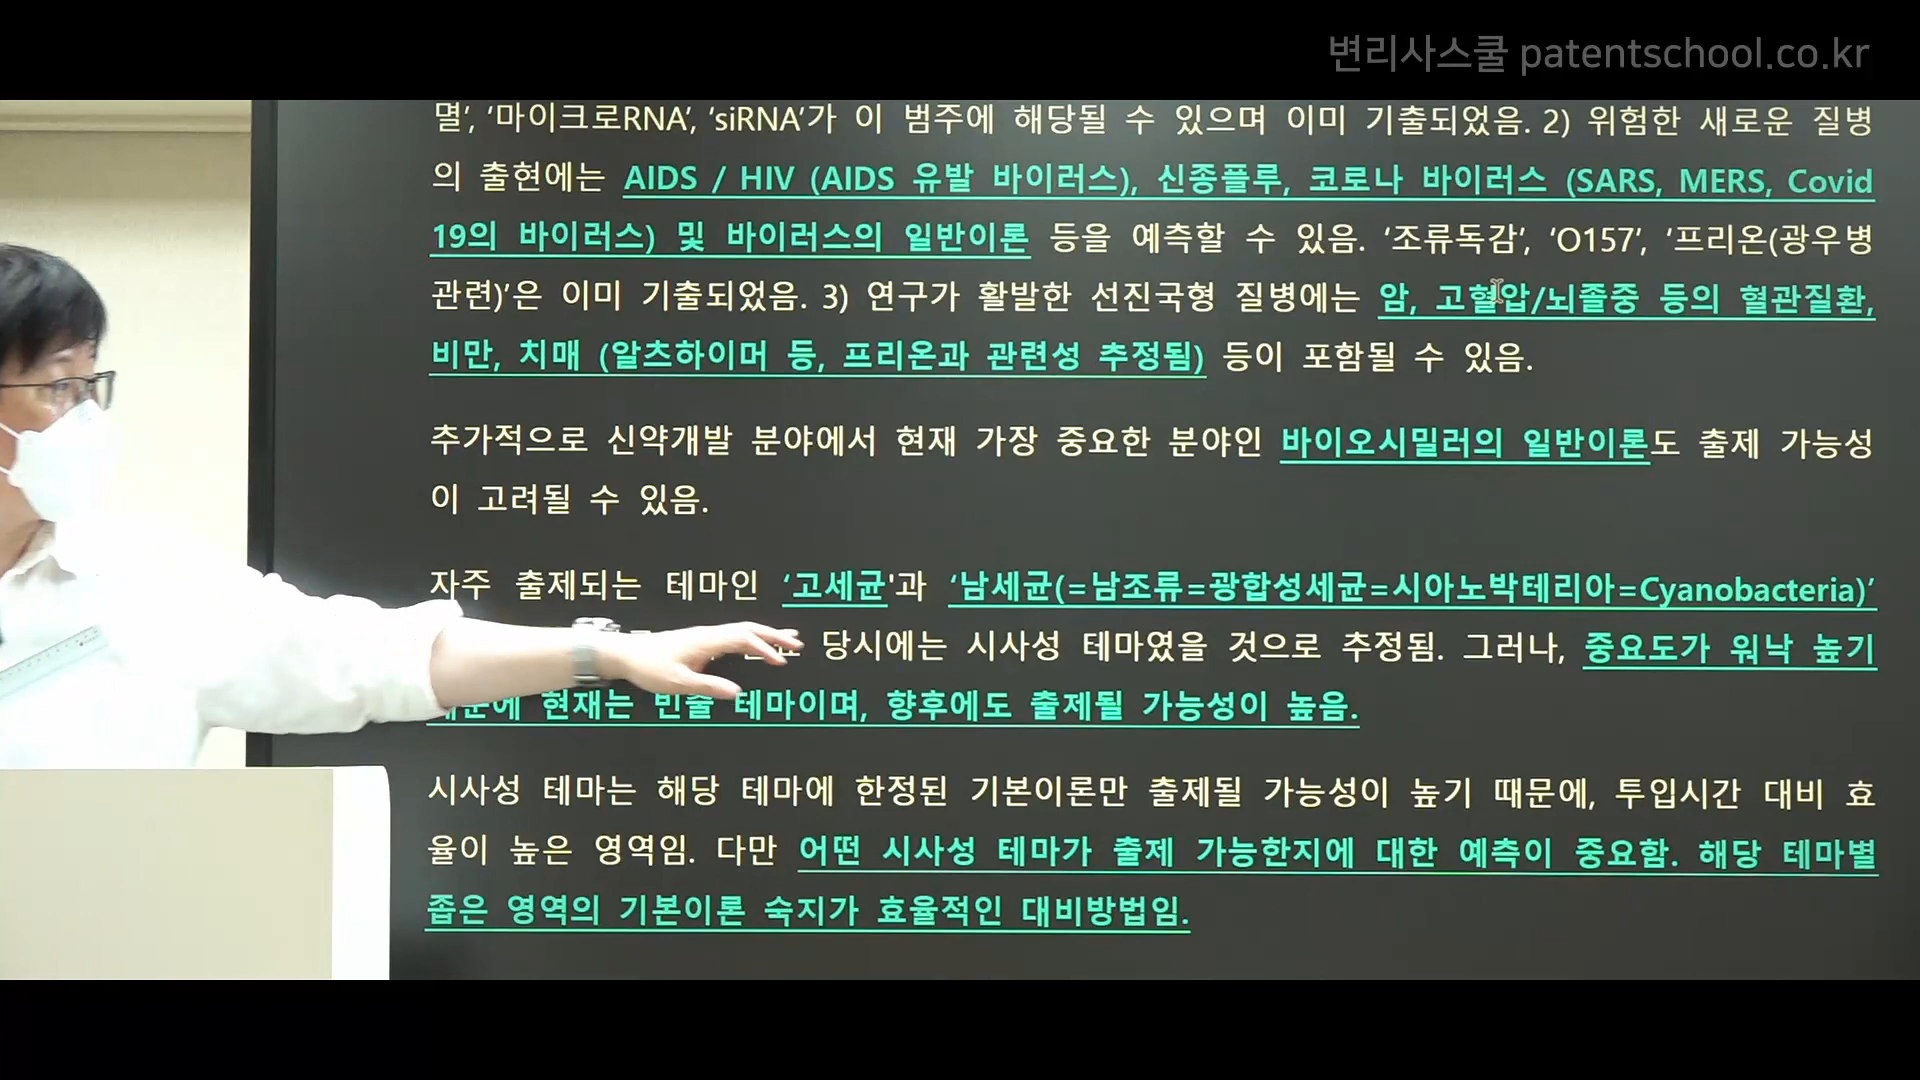 변리사스쿨 patentschool.co.kr
멸', '마이크로RNA', 'siRNA'가 이 범주에 해당될 수 있으며 이미 기출되었음. 2) 위험한 새로운 질병
의 출현에는 AIDS / HIV (AIDS 유발 바이러스), 신종플루, 코로나 바이러스 (SARS, MERS, Covid
19의 바이러스) 및 바이러스의 일반이론 등을 예측할 수 있음. '조류독감', 'O157', '프리온(광우병
관련)'은 이미 기출되었음. 3) 연구가 활발한 선진국형 질병에는 암, 고혈압/뇌졸중 등의 혈관질환,
비만, 치매 (알츠하이머 등, 프리온과 관련성 추정됨) 등이 포함될 수 있음.
추가적으로 신약개발 분야에서 현재 가장 중요한 분야인 바이오시밀러의 일반이론도 출제 가능성
이 고려될 수 있음.
자주 출제되는 테마인 '고세균'과 '남세균(=남조류=광합성세균=시아노박테리아=Cyanobacteria)'
당시에는 시사성 테마였을 것으로 추정됨. 그러나, 중요도가 워낙 높기
현재는 빈출 테마이며, 향후에도 출제될 가능성이 높음.
시사성 테마는 해당 테마에 한정된 기본이론만 출제될 가능성이 높기 때문에, 투입시간 대비 효
율이 높은 영역임. 다만 어떤 시사성 테마가 출제 가능한지에 대한 예측이 중요함. 해당 테마별
좁은 영역의 기본이론 숙지가 효율적인 대비방법임.